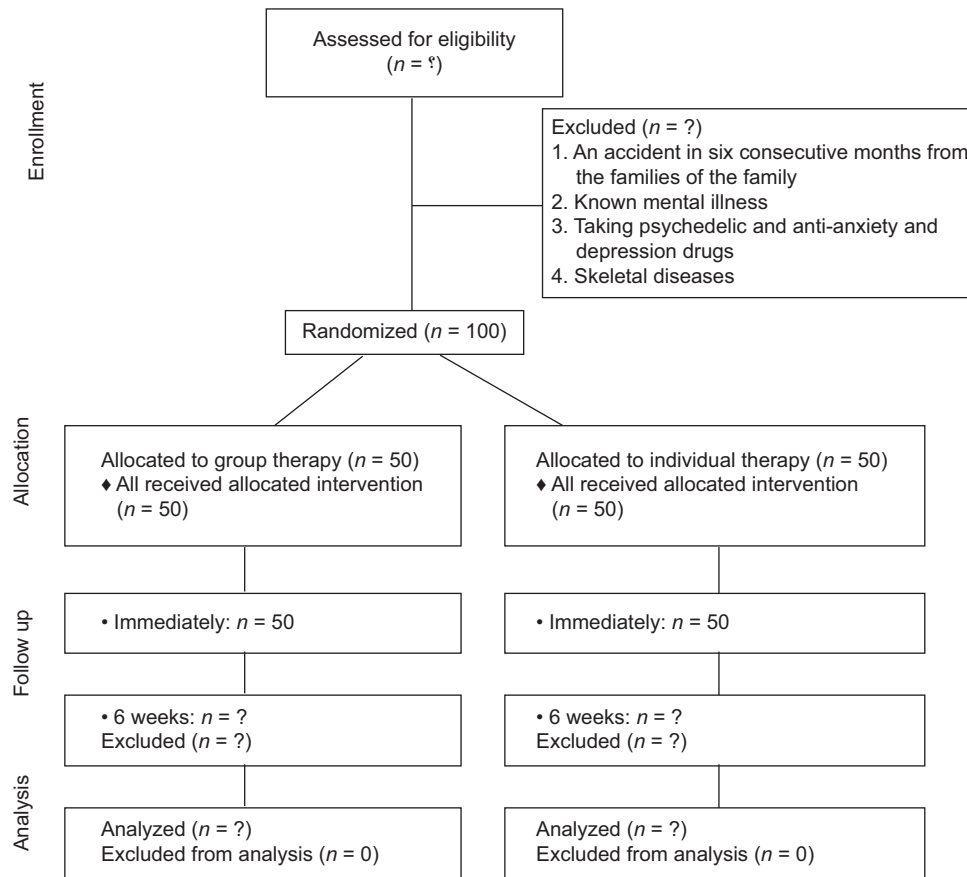 Enrollment
Assessed for eligibility
(n = ؟)
Excluded (n = ?)
1. An accident in six consecutive months from
the families of the family
2. Known mental illness
3. Taking psychedelic and anti-anxiety and
depression drugs
4. Skeletal diseases
Randomized (n = 100)
Allocation
Allocated to group therapy (n = 50)
♦ All received allocated intervention
(n = 50)
Allocated to individual therapy (n = 50)
♦ All received allocated intervention
(n = 50)
Follow up
• Immediately: n = 50
• Immediately: n = 50
• 6 weeks: n = ?
Excluded (n = ?)
• 6 weeks: n = ?
Excluded (n = ?)
Analysis
Analyzed (n = ?)
Excluded from analysis (n = 0)
Analyzed (n = ?)
Excluded from analysis (n = 0)